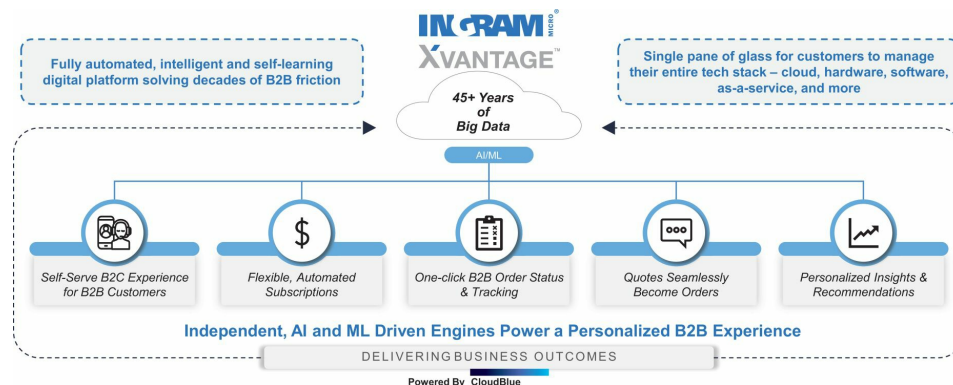 INGRAM MICRO®
XVANTAGE™
Fully automated, intelligent and self-learning
digital platform solving decades of B2B friction
Single pane of glass for customers to manage
their entire tech stack – cloud, hardware, software,
as-a-service, and more
45+ Years
of
Big Data
AI/ML
Self-Serve B2C Experience
for B2B Customers
Flexible, Automated
Subscriptions
One-click B2B Order Status
& Tracking
Quotes Seamlessly
Become Orders
Personalized Insights &
Recommendations
Independent, AI and ML Driven Engines Power a Personalized B2B Experience
DELIVERING BUSINESS OUTCOMES
Powered By CloudBlue